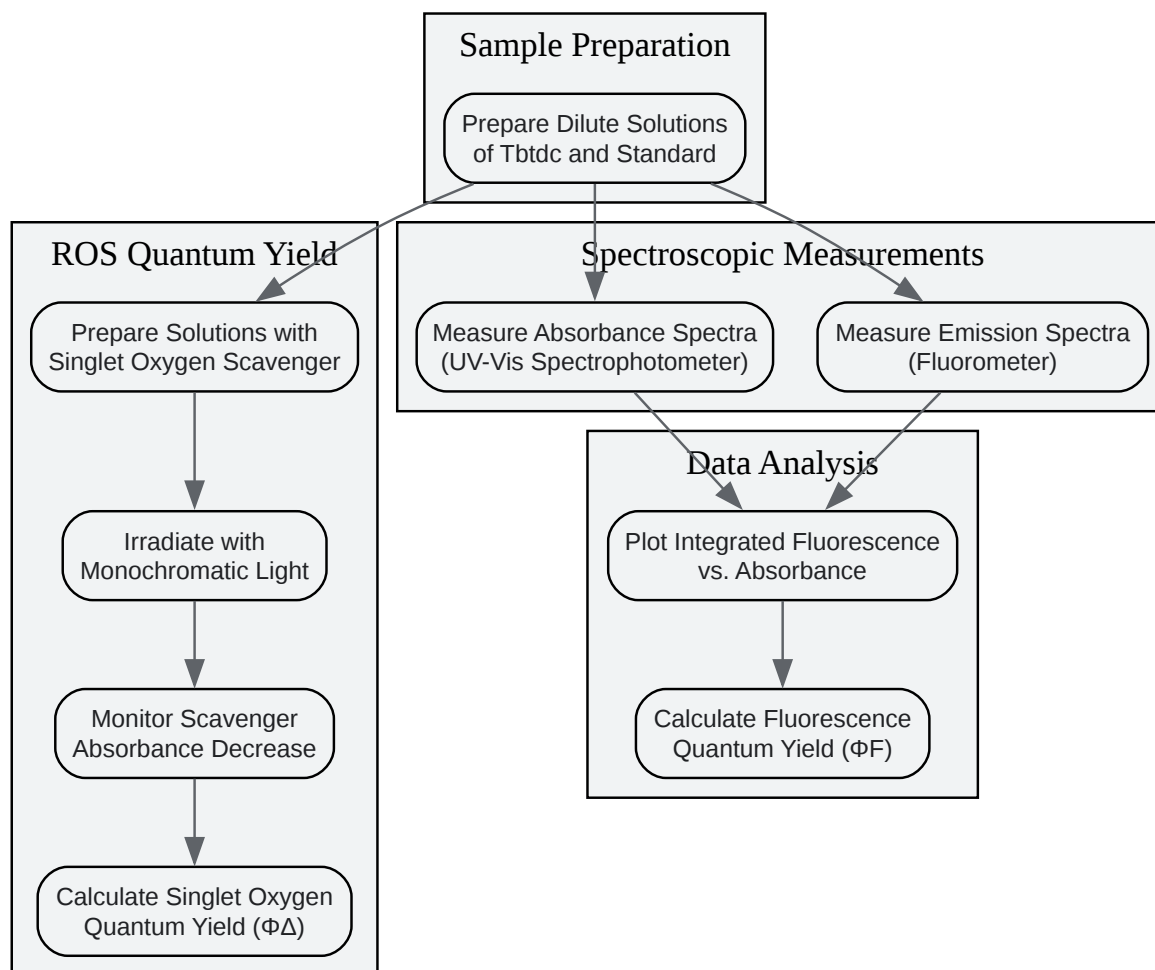 Sample Preparation
Prepare Dilute Solutions
of Tbtdc and Standard
ROS Quantum Yield
Prepare Solutions with
Singlet Oxygen Scavenger
Irradiate with
Monochromatic Light
Monitor Scavenger
Absorbance Decrease
Calculate Singlet Oxygen
Quantum Yield (ΦΔ)
Spectroscopic Measurements
Measure Absorbance Spectra
(UV-Vis Spectrophotometer)
Measure Emission Spectra
(Fluorometer)
Data Analysis
Plot Integrated Fluorescence
vs. Absorbance
Calculate Fluorescence
Quantum Yield (ΦF)